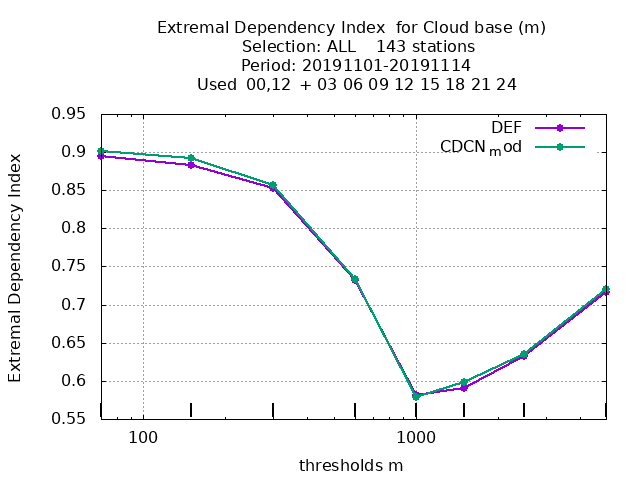 Extremal Dependency Index  for Cloud base (m)
Selection: ALL    143 stations
Period: 20191101-20191114
Used  00,12  + 03 06 09 12 15 18 21 24
DEF
CDCNmod
Extremal Dependency Index
0.95
0.9
0.85
0.8
0.75
0.7
0.65
0.6
0.55
100
1000
thresholds m